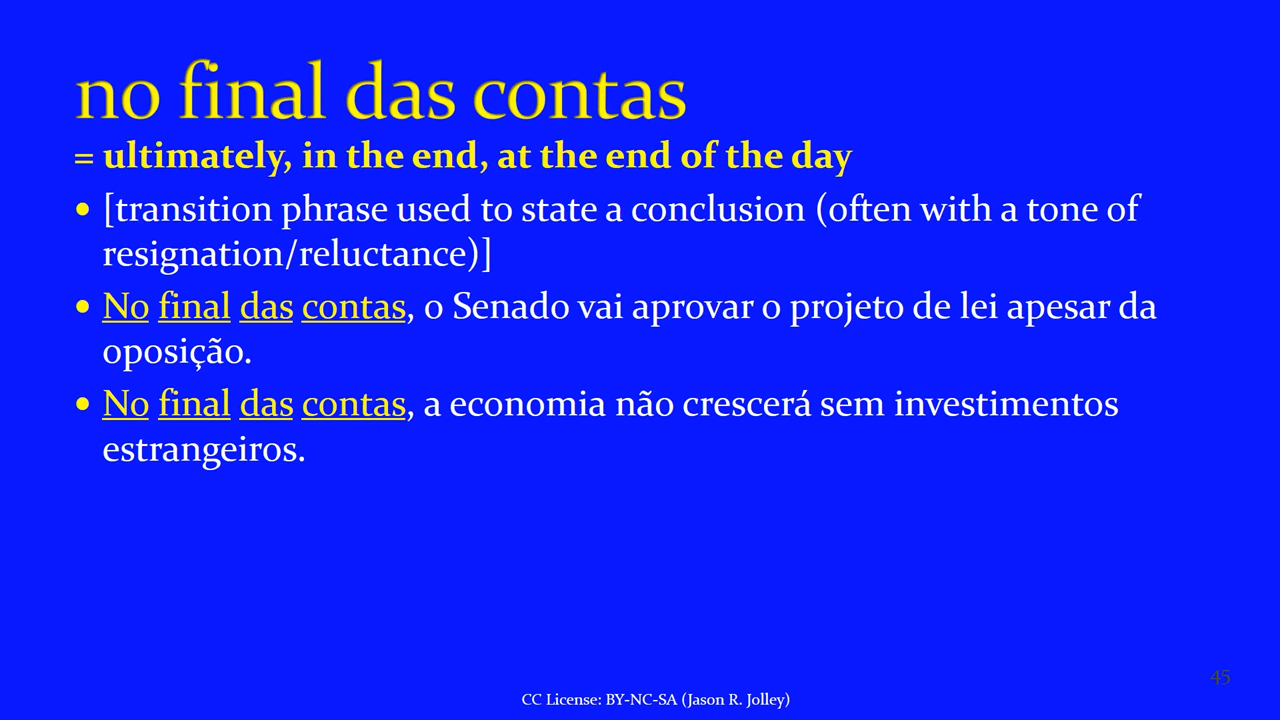 no final das contas
= ultimately, in the end, at the end of the day
• [transition phrase used to state a conclusion (often with a tone of
resignation/reluctance)]
• No final das contas, o Senado vai aprovar o projeto de lei apesar da
oposição.
• No final das contas, a economia não crescerá sem investimentos
estrangeiros.
45
CC License: BY-NC-SA (Jason R. Jolley)